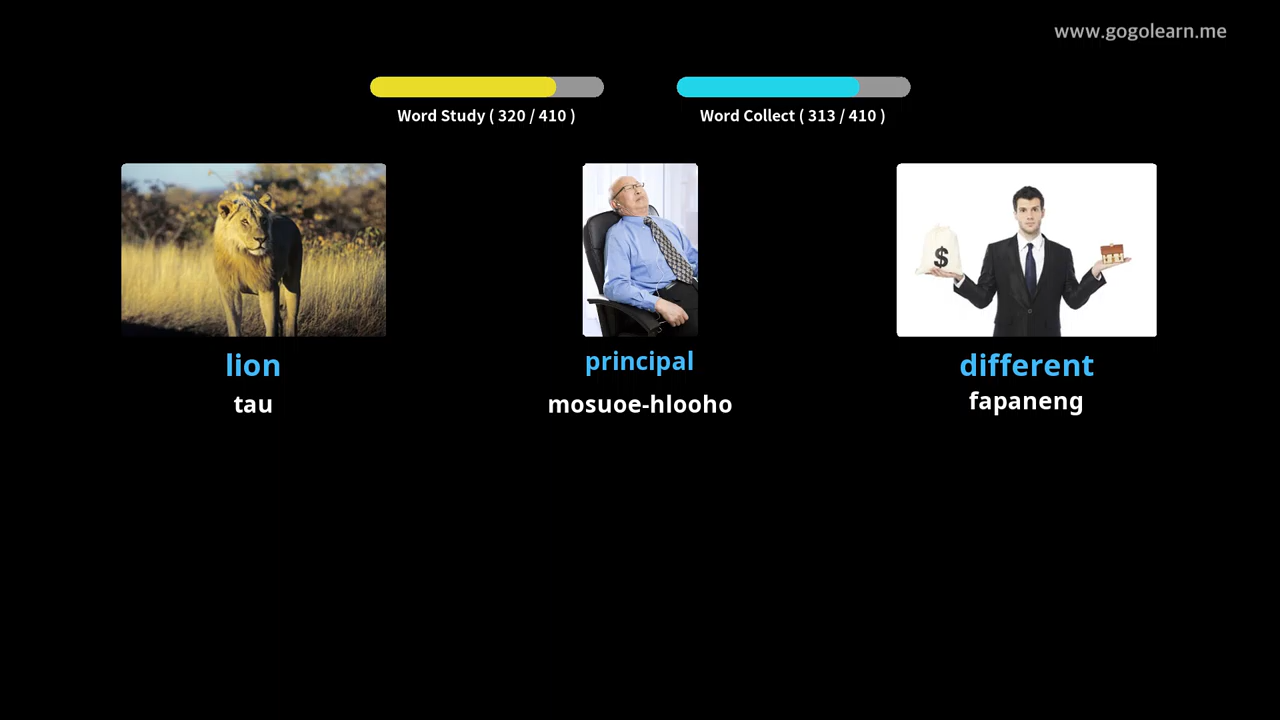 www.gogolearn.me
Word Study ( 320 / 410 )
Word Collect ( 313 / 410 )
lion
tau
principal
mosuoe-hlooho
different
fapaneng
$